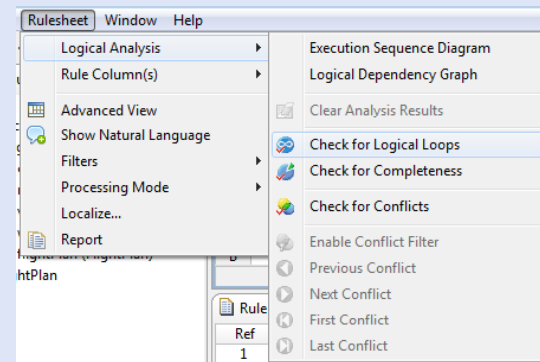 Rulesheet Window Help
Logical Analysis
Rule Column(s)
Advanced View
Show Natural Language
Filters
Processing Mode
Localize...
Report
Execution Sequence Diagram
Logical Dependency Graph
Clear Analysis Results
Check for Logical Loops
Check for Completeness
Check for Conflicts
Enable Conflict Filter
Previous Conflict
Next Conflict
First Conflict
Last Conflict
htPlan
Rule
Ref
1